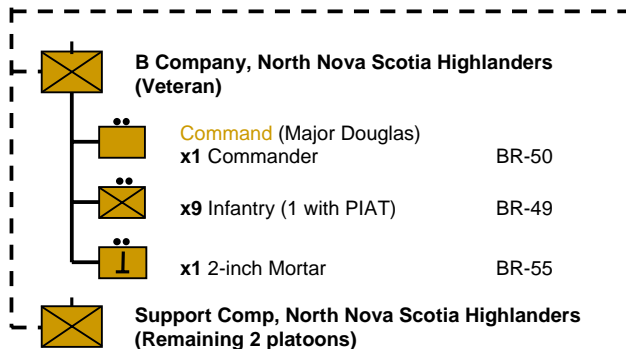 B Company, North Nova Scotia Highlanders
(Veteran)
Command (Major Douglas)
x1 Commander BR-50
x9 Infantry (1 with PIAT) BR-49
x1 2-inch Mortar BR-55
Support Comp, North Nova Scotia Highlanders
(Remaining 2 platoons)